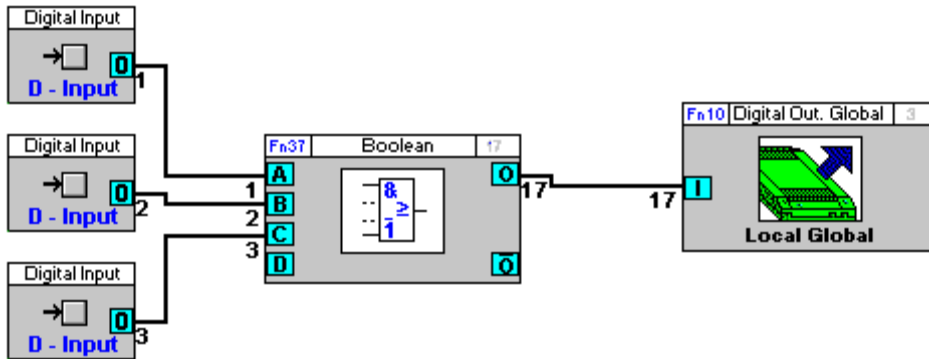 Digital Input
0
D - Input
1
Digital Input
0
D - Input
2
Digital Input
0
D - Input
3
Fn37 Boolean 17
1 A
2 B
3 C
D
&
≥
1
O
17
O
Fn10 Digital Out. Global 3
17 I
Local Global